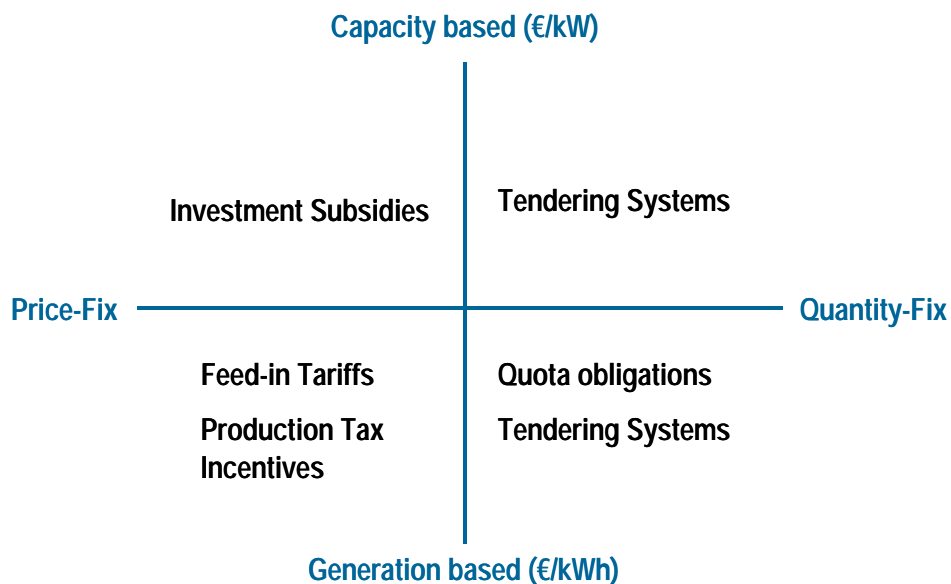 Capacity based (€/kW)
Investment Subsidies
Tendering Systems
Price-Fix
Quantity-Fix
Feed-in Tariffs
Quota obligations
Production Tax
Incentives
Tendering Systems
Generation based (€/kWh)